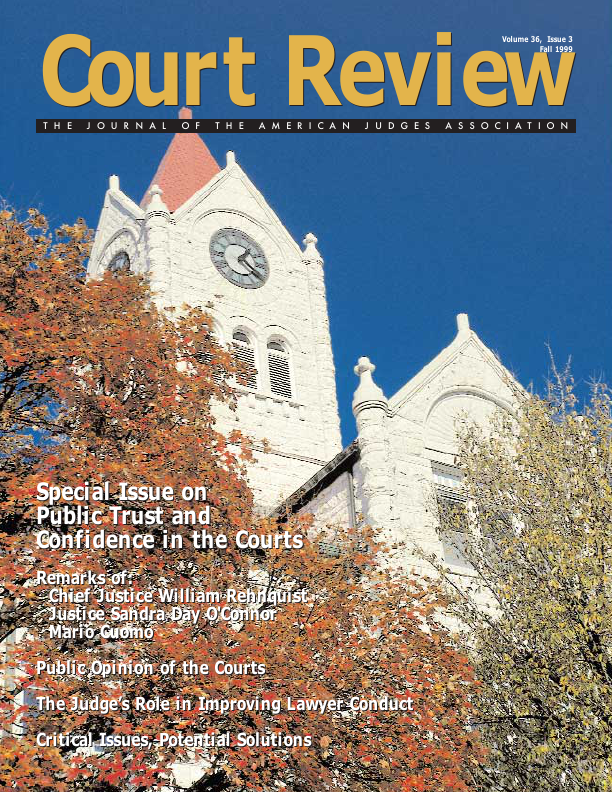 Volume 36, Issue 3
Fall 1999
Court Review
THE JOURNAL OF THE AMERICAN JUDGES ASSOCIATION
Special Issue on
Public Trust and
Confidence in the Courts
Remarks of:
Chief Justice William Rehnquist
Justice Sandra Day O'Connor
Mario Cuomo
Public Opinion of the Courts
The Judge's Role in Improving Lawyer Conduct
Critical Issues, Potential Solutions